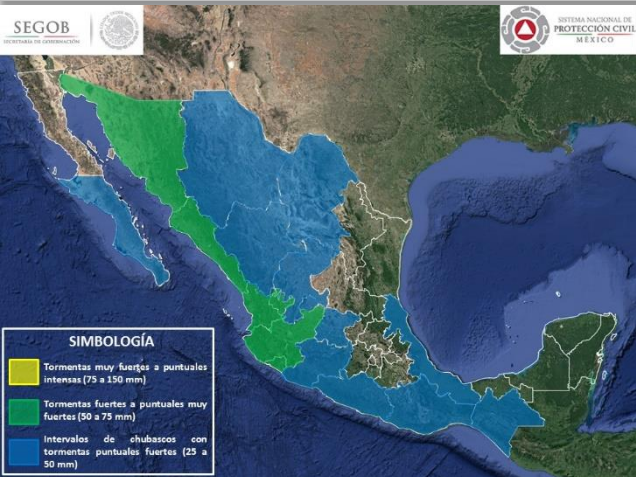 SEGOB
SECRETARÍA DE GOBERNACIÓN
SISTEMA NACIONAL DE
PROTECCIÓN CIVIL
MÉXICO
SIMBOLOGÍA
Tormentas muy fuertes a puntuales
intensas (75 a 150 mm)
Tormentas fuertes a puntuales muy
fuertes (50 a 75 mm)
Intervalos de chubascos con
tormentas puntuales fuertes (25 a
50 mm)